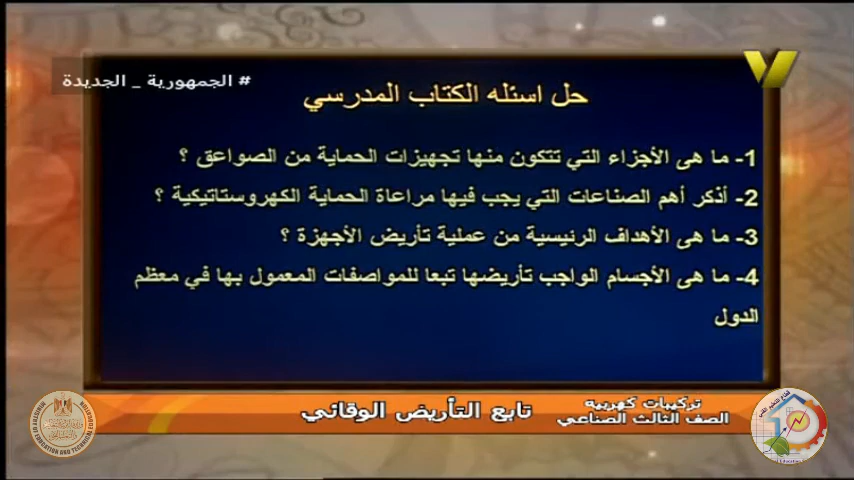 # الجمهورية _ الجديدة
حل اسئله الكتاب المدرسي
1- ما هى الأجزاء التي تتكون منها تجهيزات الحماية من الصواعق ؟
2- أذكر أهم الصناعات التي يجب فيها مراعاة الحماية الكهروستاتيكية ؟
3- ما هى الأهداف الرئيسية من عملية تأريض الأجهزة ؟
4- ما هى الأجسام الواجب تأريضها تبعا للمواصفات المعمول بها في معظم
الدول
تركيبات كهربيه
الصف الثالث الصناعي
تابع التأريض الوقائي